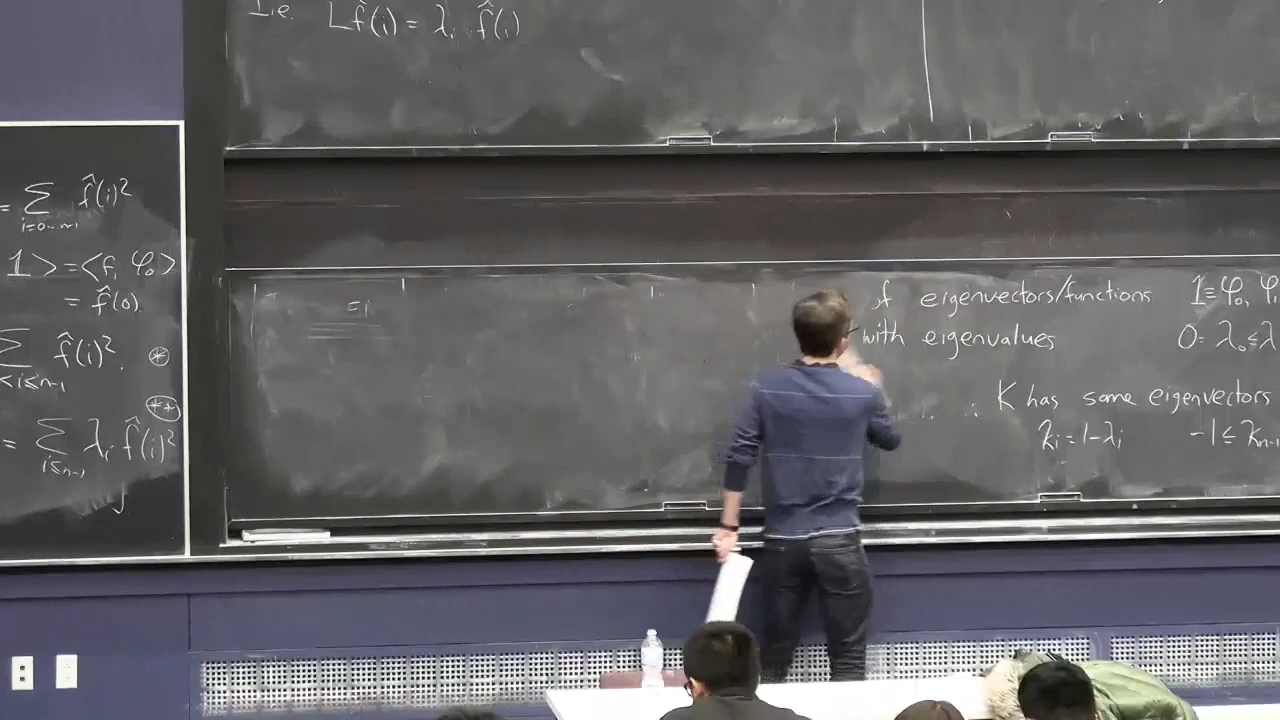 I.e. Lf̂(i) = λᵢ f̂(i)
= Σ f̂(i)²
i=0...n-1
1> = <f, φ₀>
= f̂(0).
Σ f̂(i)². (*)
<i≤n-1
(**)
= Σ λᵢ f̂(i)²
i≤n-1
of eigenvectors/functions 1≡φ₀, φ
with eigenvalues 0= λ₀ ≤ λ
∴ K has same eigenvectors
κᵢ = 1-λᵢ -1 ≤ κₙ₋₁